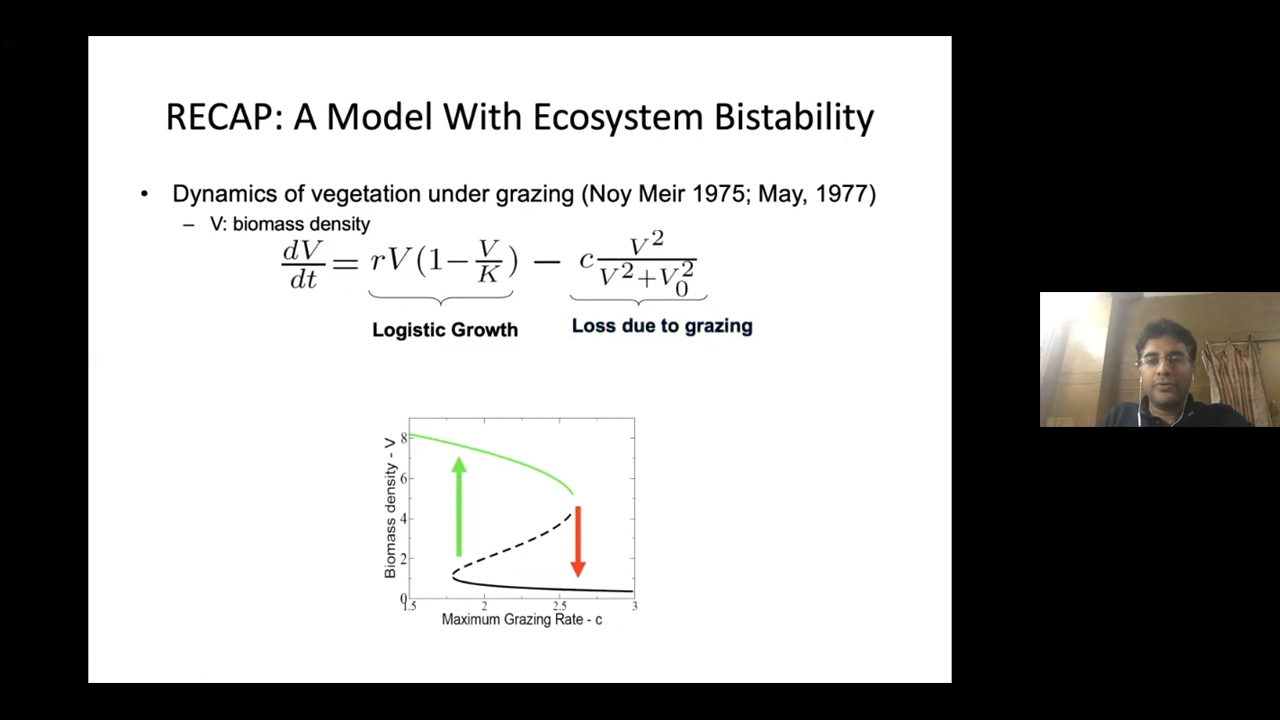 RECAP: A Model With Ecosystem Bistability
• Dynamics of vegetation under grazing (Noy Meir 1975; May, 1977)
– V: biomass density
dV/dt = rV(1−V/K) − c V²/(V²+V₀²)
Logistic Growth
Loss due to grazing
Biomass density - V
8
6
4
2
0
1.5
2
2.5
3
Maximum Grazing Rate - c